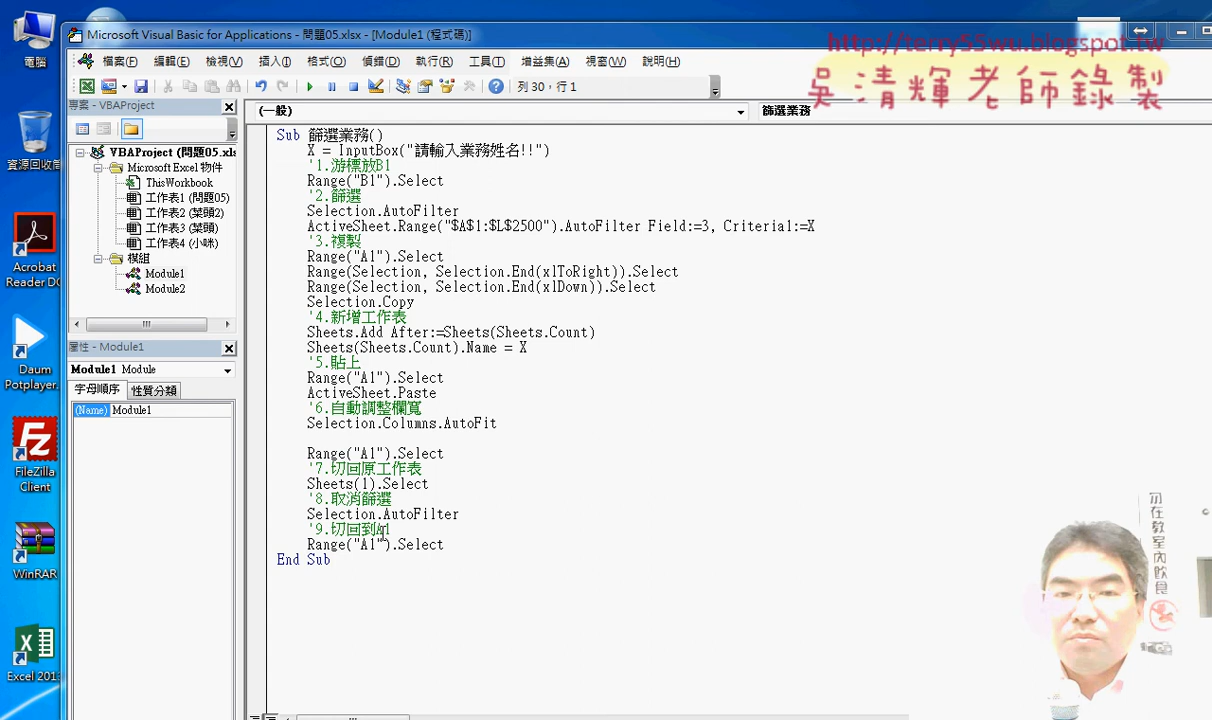 電腦
資源回收筒
Acrobat
Reader DC
Daum
Potplayer
FileZilla
Client
WinRAR
Excel 201
Microsoft Visual Basic for Applications - 問題05.xlsx - [Module1 (程式碼)]
http://terry55wu.blogspot.tw
吳清輝老師錄製
檔案(F) 編輯(E) 檢視(V) 插入(I) 格式(O) 偵錯(D) 執行(R) 工具(T) 增益集(A) 視窗(W) 說明(H)
列 30，行 1
專案 - VBAProject
VBAProject (問題05.xls
Microsoft Excel 物件
ThisWorkbook
工作表1 (問題05)
工作表2 (菜頭2)
工作表3 (菜頭)
工作表4 (小咪)
模組
Module1
Module2
屬性 - Module1
Module1 Module
字母順序 性質分類
(Name) Module1
(一般) 篩選業務
Sub 篩選業務()
X = InputBox("請輸入業務姓名!!")
'1.游標放B1
Range("B1").Select
'2.篩選
Selection.AutoFilter
ActiveSheet.Range("$A$1:$L$2500").AutoFilter Field:=3, Criteria1:=X
'3.複製
Range("A1").Select
Range(Selection, Selection.End(xlToRight)).Select
Range(Selection, Selection.End(xlDown)).Select
Selection.Copy
'4.新增工作表
Sheets.Add After:=Sheets(Sheets.Count)
Sheets(Sheets.Count).Name = X
'5.貼上
Range("A1").Select
ActiveSheet.Paste
'6.自動調整欄寬
Selection.Columns.AutoFit
Range("A1").Select
'7.切回原工作表
Sheets(1).Select
'8.取消篩選
Selection.AutoFilter
'9.切回到A1
Range("A1").Select
End Sub
勿在教室內飲食